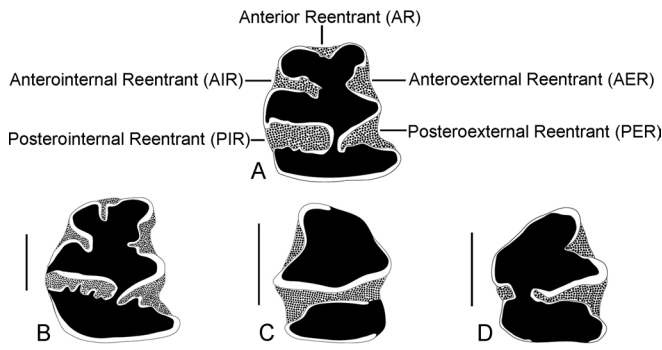 Anterior Reentrant (AR)
Anterointernal Reentrant (AIR)
Anteroexternal Reentrant (AER)
Posterointernal Reentrant (PIR)
Posteroexternal Reentrant (PER)
A
B
C
D